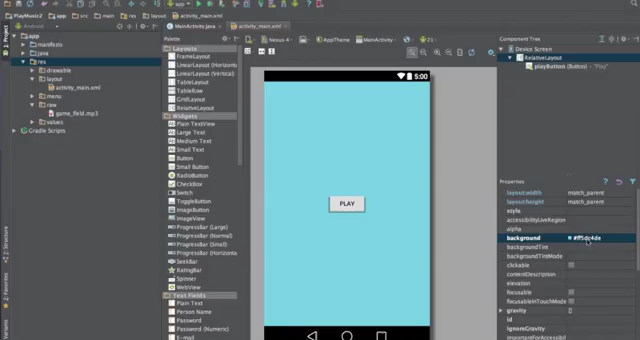 PlayMusic2 app src main res layout activity_main.xml
Android
MainActivity.java activity_main.xml
app
manifests
java
res
drawable
layout
activity_main.xml
menu
raw
game_field.mp3
values
Gradle Scripts
1: Project
7: Structure
2: Favorites
Palette
Layouts
FrameLayout
LinearLayout (Horizonta
LinearLayout (Vertical)
TableLayout
TableRow
GridLayout
RelativeLayout
Widgets
Plain TextView
Large Text
Medium Text
Small Text
Button
Small Button
RadioButton
CheckBox
Switch
ToggleButton
ImageButton
ImageView
ProgressBar (Large)
ProgressBar (Normal)
ProgressBar (Small)
ProgressBar (Horizonta
SeekBar
RatingBar
Spinner
WebView
Text Fields
Plain Text
Person Name
Password
Password (Numeric)
E-mail
Nexus 4 AppTheme MainActivity 21
5:00
PLAY
Component Tree
Device Screen
RelativeLayout
playButton (Button) - "Play"
Properties
layout:width match_parent
layout:height match_parent
style
accessibilityLiveRegion
alpha
background
backgroundTint
backgroundTintMode
clickable
contentDescription
elevation
focusable
focusableInTouchMode
gravity []
id
ignoreGravity
importantForAccessibil